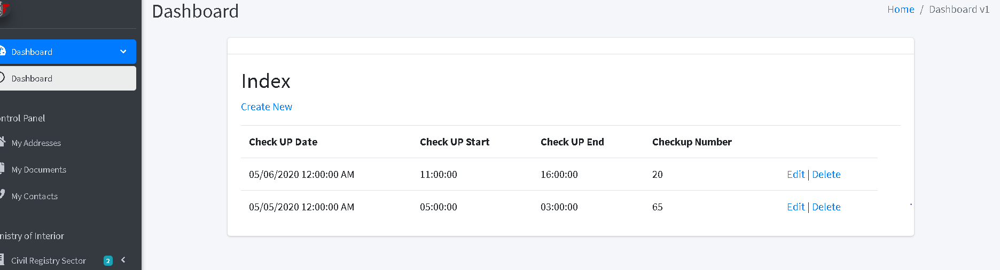 Dashboard
Home / Dashboard v1
Dashboard
Dashboard
ntrol Panel
My Addresses
My Documents
My Contacts
nistry of Interior
Civil Registry Sector 2
Index
Create New
Check UP Date Check UP Start Check UP End Checkup Number
05/06/2020 12:00:00 AM 11:00:00 16:00:00 20 Edit | Delete
05/05/2020 12:00:00 AM 05:00:00 03:00:00 65 Edit | Delete